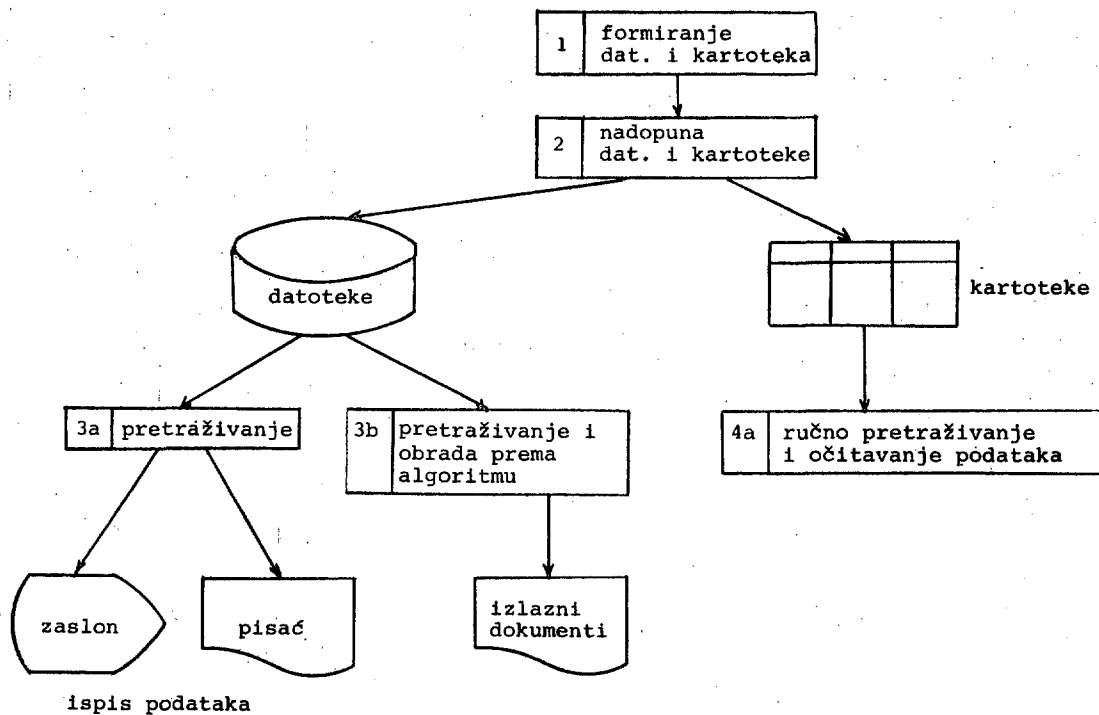 1
formiranje
dat. i kartoteka
2
nadopuna
dat. i kartoteke
datoteke
kartoteke
3a
pretraživanje
3b
pretraživanje i
obrada prema
algoritmu
4a
ručno pretraživanje
i očitavanje podataka
zaslon
pisać
izlazni
dokumenti
ispis podataka